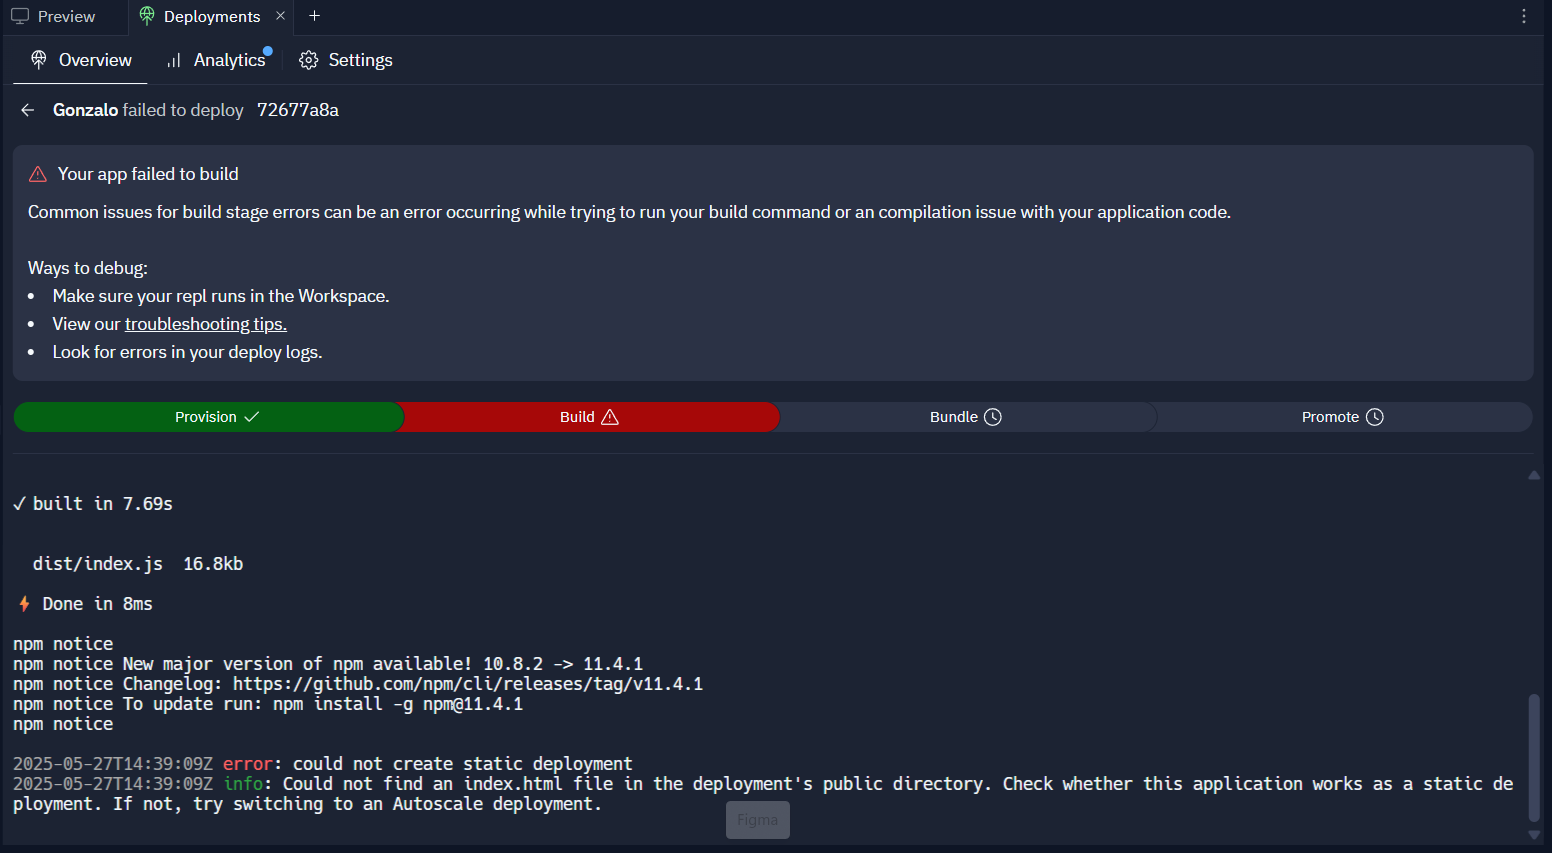 Preview
Deployments
Overview
Analytics
Settings
Gonzalo failed to deploy 72677a8a
Your app failed to build
Common issues for build stage errors can be an error occurring while trying to run your build command or an compilation issue with your application code.
Ways to debug:
• Make sure your repl runs in the Workspace.
• View our troubleshooting tips.
• Look for errors in your deploy logs.
Provision
Build
Bundle
Promote
✓ built in 7.69s
dist/index.js 16.8kb
⚡ Done in 8ms
npm notice
npm notice New major version of npm available! 10.8.2 -> 11.4.1
npm notice Changelog: https://github.com/npm/cli/releases/tag/v11.4.1
npm notice To update run: npm install -g npm@11.4.1
npm notice
2025-05-27T14:39:09Z error: could not create static deployment
2025-05-27T14:39:09Z info: Could not find an index.html file in the deployment's public directory. Check whether this application works as a static de
ployment. If not, try switching to an Autoscale deployment.
Figma